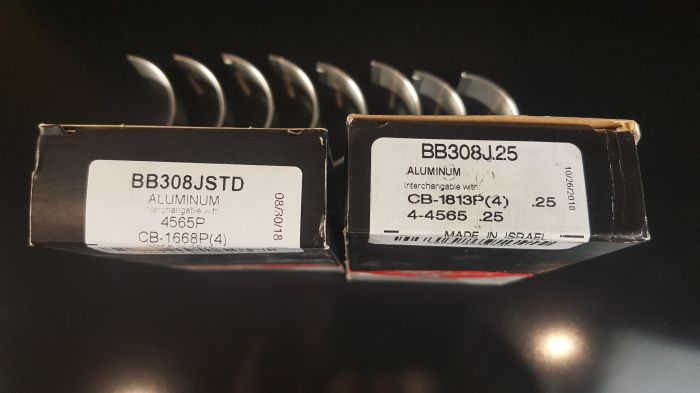 BB308JSTD
ALUMINUM
Interchangable with
4565P
CB-1668P(4)
08/30/18
BB308J.25
ALUMINUM
Interchangable with
CB-1813P(4) .25
4-4565 .25
MADE IN ISRAEL
10/26/2018